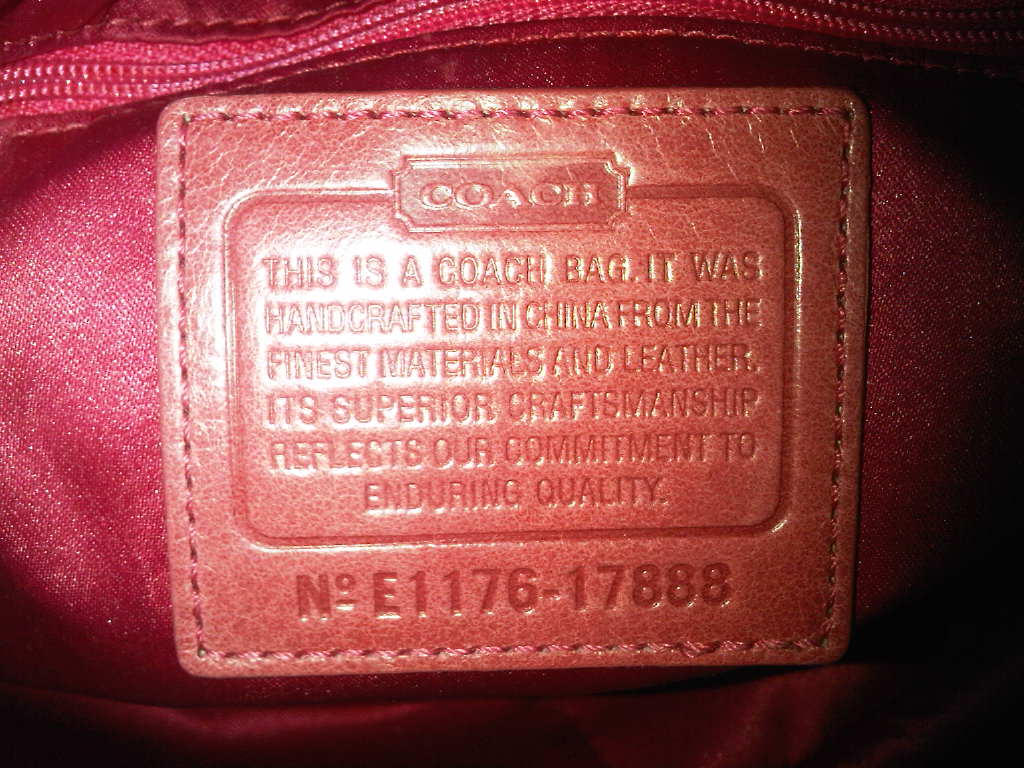 COACH
THIS IS A COACH BAG. IT WAS
HANDCRAFTED IN CHINA FROM THE
FINEST MATERIALS AND LEATHER.
ITS SUPERIOR CRAFTSMANSHIP
REFLECTS OUR COMMITMENT TO
ENDURING QUALITY.
Nº E1176-17888